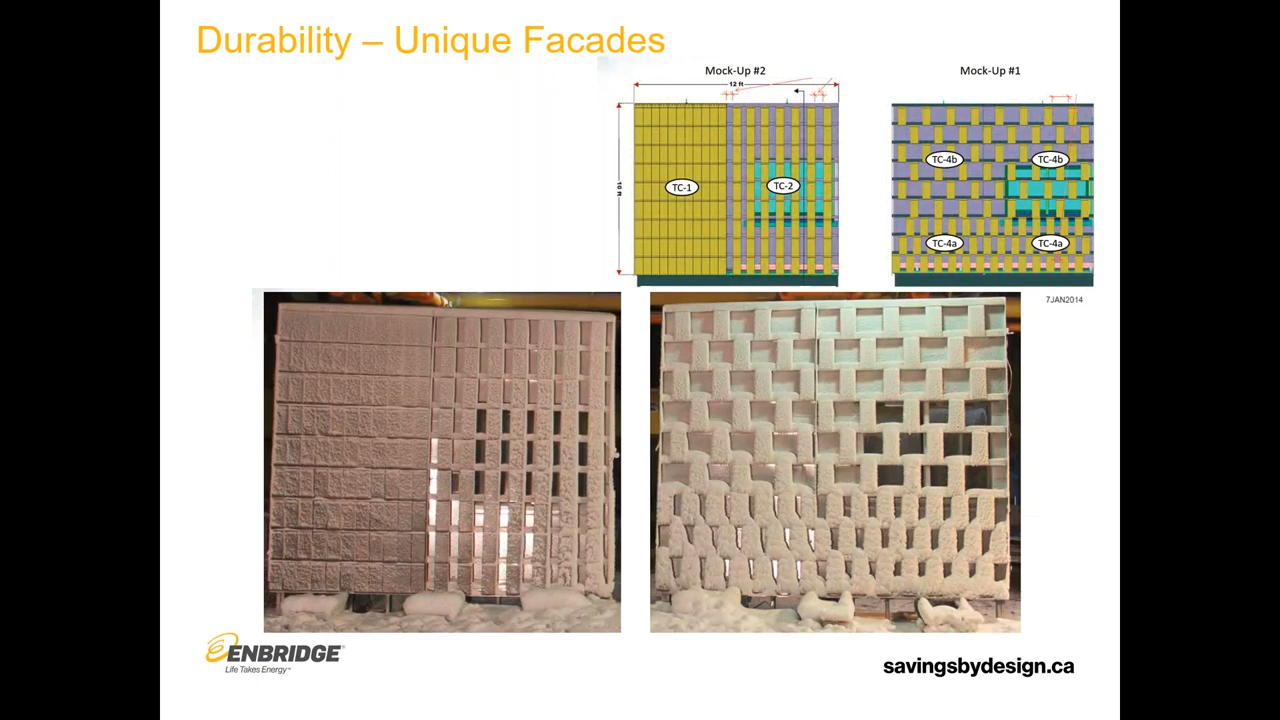 Durability – Unique Facades
Mock-Up #2
12 ft
10 ft
TC-1
TC-2
Mock-Up #1
TC-4b
TC-4b
TC-4a
TC-4a
7JAN2014
ENBRIDGE
Life Takes Energy™
savingsbydesign.ca